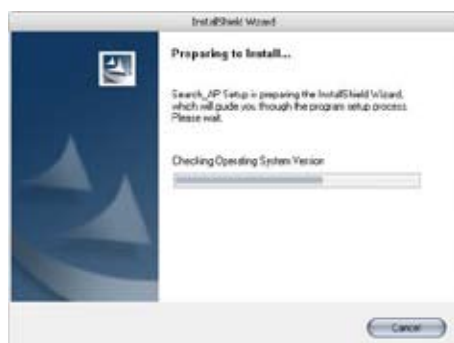 InstallShield Wizard
Preparing to Install...
Search_AP Setup is preparing the InstallShield Wizard,
which will guide you through the program setup process.
Please wait.
Checking Operating System Version
Cancel